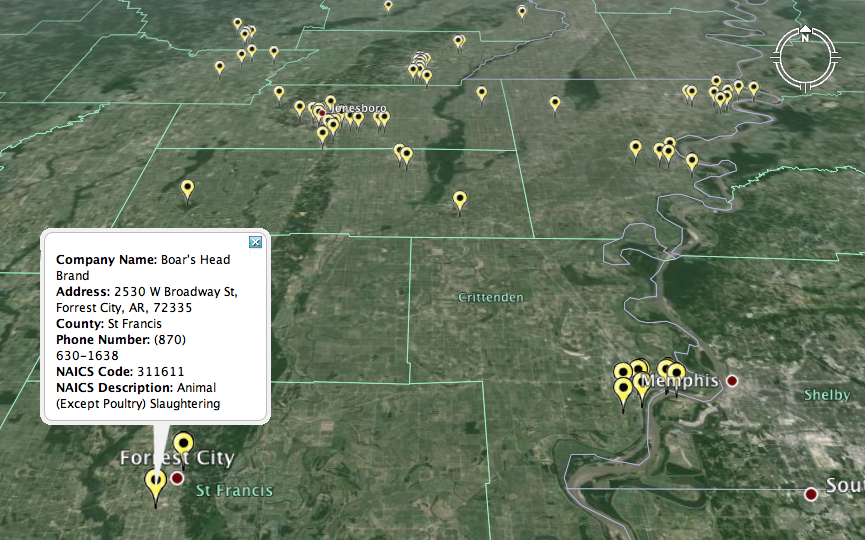 N
Jonesboro
Company Name: Boar's Head
Brand
Address: 2530 W Broadway St,
Forrest City, AR, 72335
County: St Francis
Phone Number: (870)
630-1638
NAICS Code: 311611
NAICS Description: Animal
(Except Poultry) Slaughtering
Crittenden
Memphis
Shelby
Forrest City
St Francis
Sout